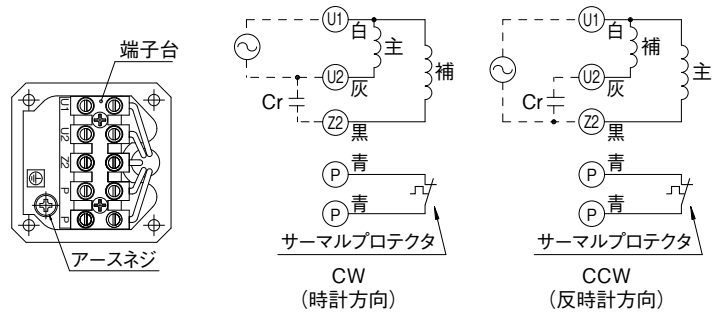 端子台
U1
U2
Z2
P
P
アースネジ
U1
白
主
補
U2
灰
Cr
Z2
黒
P
青
P
青
サーマルプロテクタ
CW
（時計方向）
U1
白
補
主
U2
灰
Cr
Z2
黒
P
青
P
青
サーマルプロテクタ
CCW
（反時計方向）